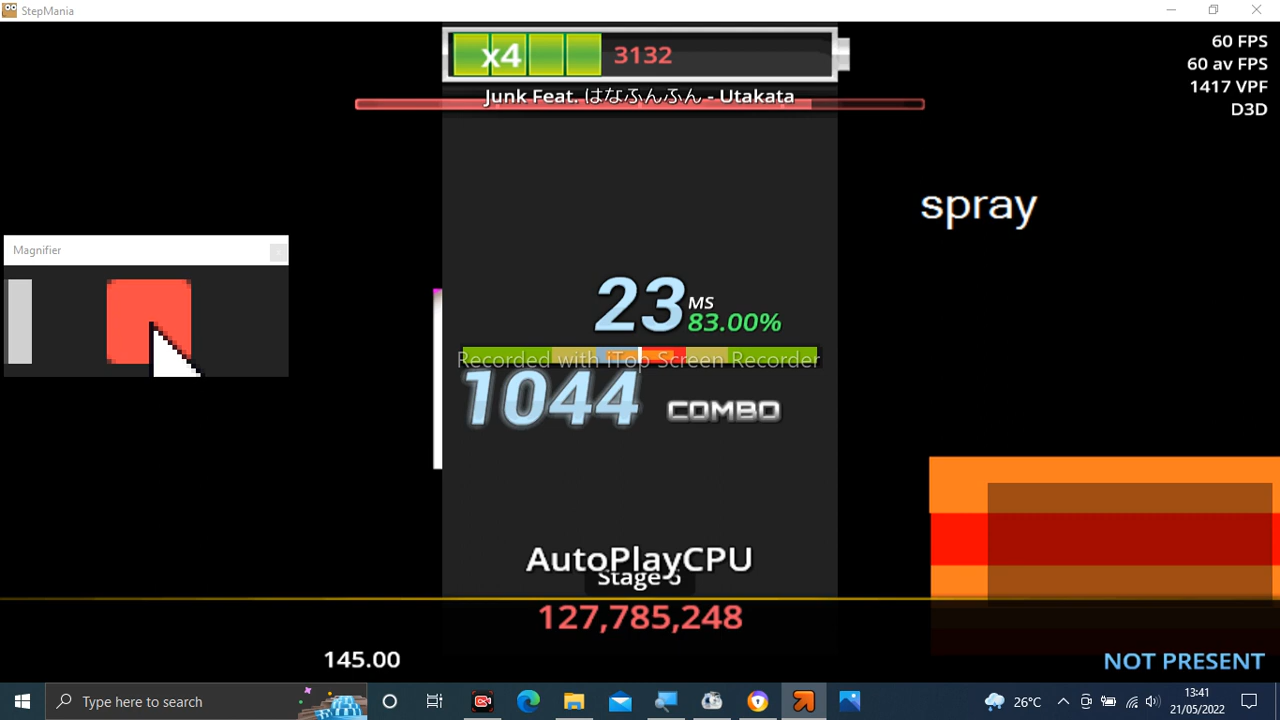 StepMania
60 FPS
60 av FPS
1417 VPF
D3D
x4 3132
Junk Feat. はなふんふん - Utakata
spray
Magnifier
23 MS
83.00%
Recorded with iTop Screen Recorder
1044 COMBO
AutoPlayCPU
Stage 5
127,785,248
145.00
NOT PRESENT
Type here to search
26°C
13:41
21/05/2022